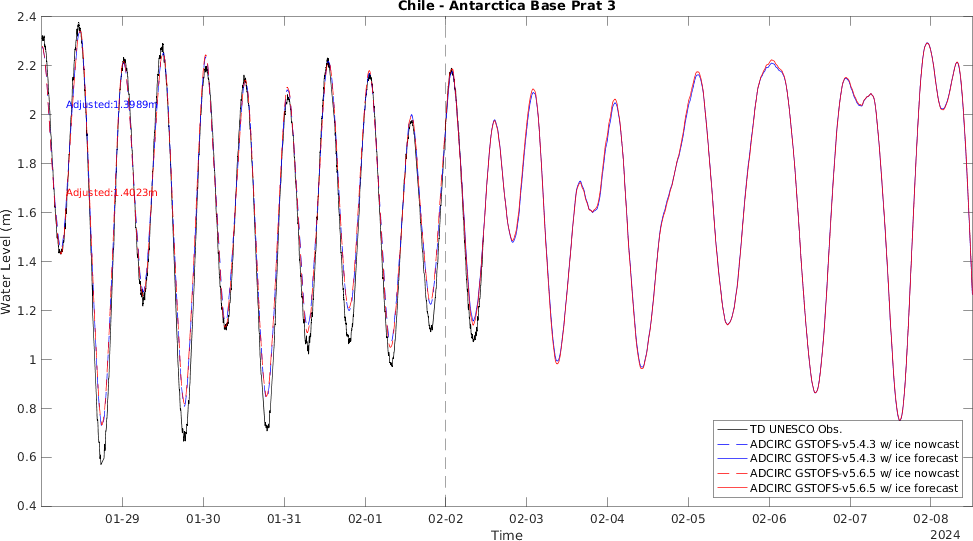 Chile - Antarctica Base Prat 3
2.4
2.2
2
1.8
1.6
1.4
1.2
1
0.8
0.6
0.4
Water Level (m)
Adjusted:1.3989m
Adjusted:1.4023m
TD UNESCO Obs.
ADCIRC GSTOFS-v5.4.3 w/ ice nowcast
ADCIRC GSTOFS-v5.4.3 w/ ice forecast
ADCIRC GSTOFS-v5.6.5 w/ ice nowcast
ADCIRC GSTOFS-v5.6.5 w/ ice forecast
01-29 01-30 01-31 02-01 02-02 02-03 02-04 02-05 02-06 02-07 02-08
2024
Time